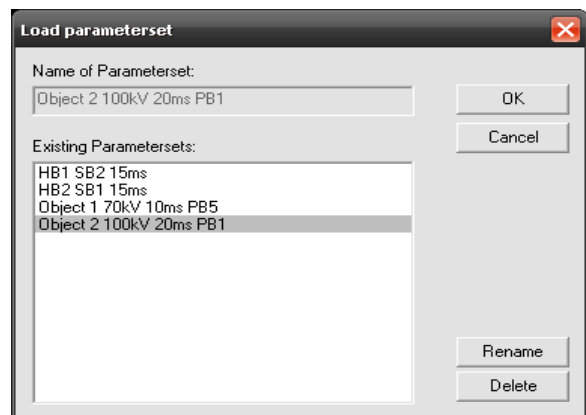 Load parameterset
Name of Parameterset:
Object 2 100kV 20ms PB1
OK
Cancel
Existing Parametersets:
HB1 SB2 15ms
HB2 SB1 15ms
Object 1 70kV 10ms PB5
Object 2 100kV 20ms PB1
Rename
Delete